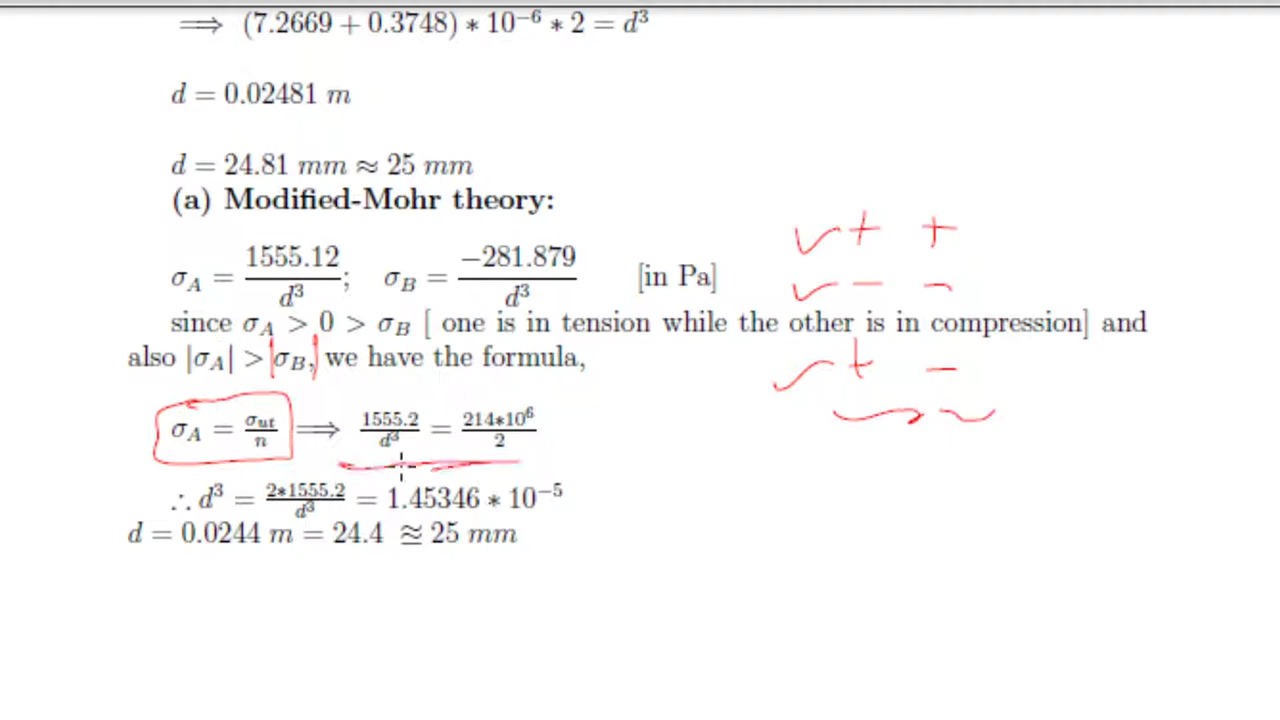 ⟹ (7.2669 + 0.3748) ∗ 10⁻⁶ ∗ 2 = d³
d = 0.02481 m
d = 24.81 mm ≈ 25 mm
(a) Modified-Mohr theory:
σ_A = 1555.12/d³; σ_B = −281.879/d³ [in Pa]
since σ_A > 0 > σ_B [ one is in tension while the other is in compression] and
also |σ_A| > |σ_B,| we have the formula,
σ_A = σ_ut/n ⟹ 1555.2/d³ = 214∗10⁶/2
∴ d³ = 2∗1555.2/d³ = 1.45346 ∗ 10⁻⁵
d = 0.0244 m = 24.4 ≊ 25 mm
✓ + +
✓ − −
✓ + −